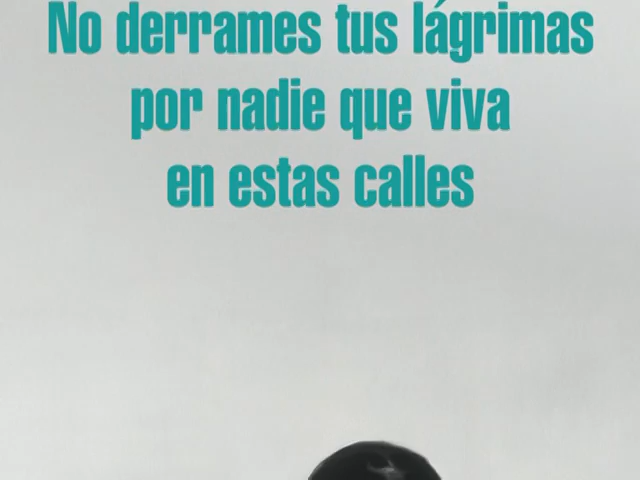 No derrames tus lágrimas
por nadie que viva
en estas calles